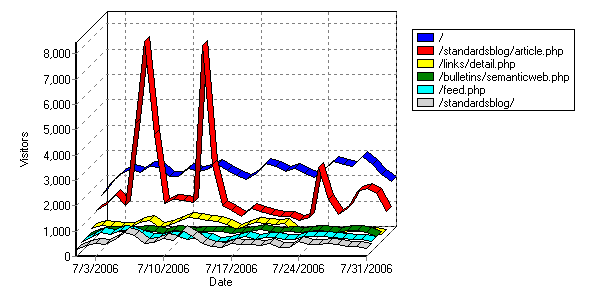 8,000
7,000
6,000
5,000
4,000
3,000
2,000
1,000
0
Visitors
7/3/2006
7/10/2006
7/17/2006
7/24/2006
7/31/2006
Date
/
/standardsblog/article.php
/links/detail.php
/bulletins/semanticweb.php
/feed.php
/standardsblog/